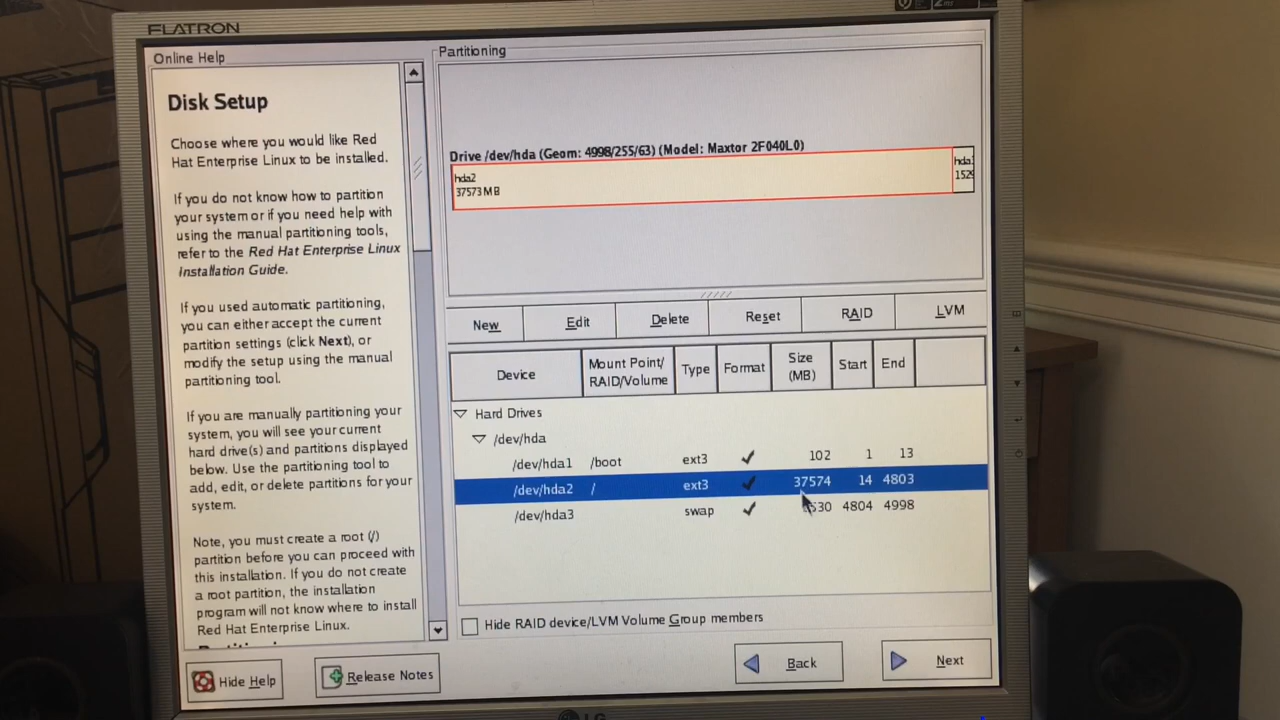 FLATRON
Online Help
Disk Setup
Choose where you would like Red
Hat Enterprise Linux to be installed.
If you do not know how to partition
your system or if you need help with
using the manual partitioning tools,
refer to the Red Hat Enterprise Linux
Installation Guide.
If you used automatic partitioning,
you can either accept the current
partition settings (click Next), or
modify the setup using the manual
partitioning tool.
If you are manually partitioning your
system, you will see your current
hard drive(s) and partitions displayed
below. Use the partitioning tool to
add, edit, or delete partitions for your
system.
Note, you must create a root (/)
partition before you can proceed with
this installation. If you do not create
a root partition, the installation
program will not know where to install
Red Hat Enterprise Linux.
Hide Help
Release Notes
Partitioning
Drive /dev/hda (Geom: 4998/255/63) (Model: Maxtor 2F040L0)
hda2
37573 MB
hda
1529
New Edit Delete Reset RAID LVM
Device Mount Point/ RAID/Volume Type Format Size (MB) Start End
Hard Drives
/dev/hda
/dev/hda1 /boot ext3 102 1 13
/dev/hda2 / ext3 37574 14 4803
/dev/hda3 swap 530 4804 4998
Hide RAID device/LVM Volume Group members
Back
Next
LG